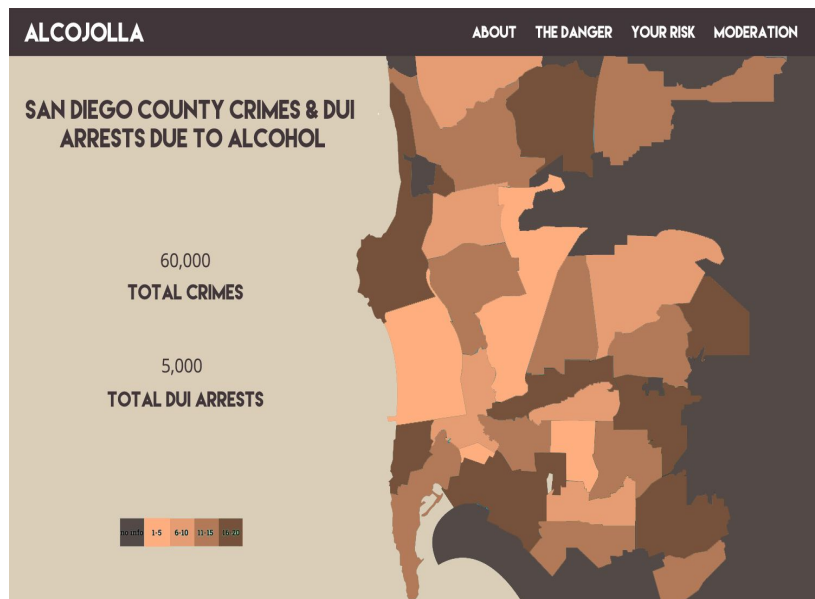 ALCOJOLLA
ABOUT THE DANGER YOUR RISK MODERATION
SAN DIEGO COUNTY CRIMES & DUI
ARRESTS DUE TO ALCOHOL
60,000
TOTAL CRIMES
5,000
TOTAL DUI ARRESTS
no info 1-5 6-10 11-15 16-20